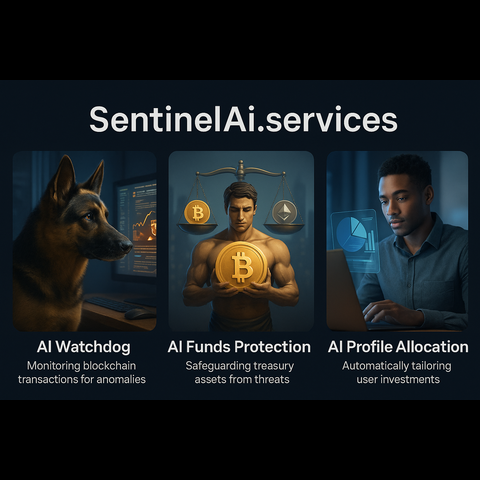 SentinelAi.services
AI Watchdog
Monitoring blockchain
transactions for anomalies
AI Funds Protection
Safeguarding treasury
assets from threats
AI Profile Allocation
Automatically tailoring
user investments